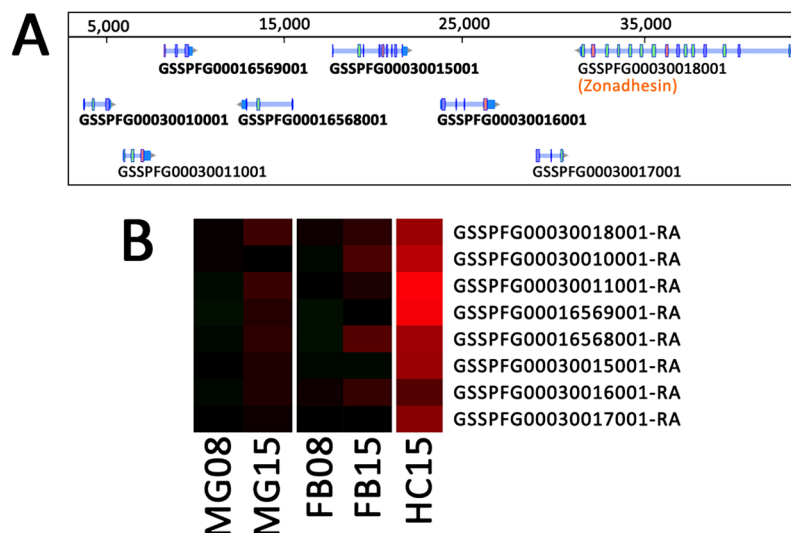 A
5,000 15,000 25,000 35,000
GSSPFG00016569001 GSSPFG00030015001 GSSPFG00030018001
(Zonadhesin)
GSSPFG00030010001 GSSPFG00016568001 GSSPFG00030016001
GSSPFG00030011001 GSSPFG00030017001
B
GSSPFG00030018001-RA
GSSPFG00030010001-RA
GSSPFG00030011001-RA
GSSPFG00016569001-RA
GSSPFG00016568001-RA
GSSPFG00030015001-RA
GSSPFG00030016001-RA
GSSPFG00030017001-RA
MG08 MG15 FB08 FB15 HC15